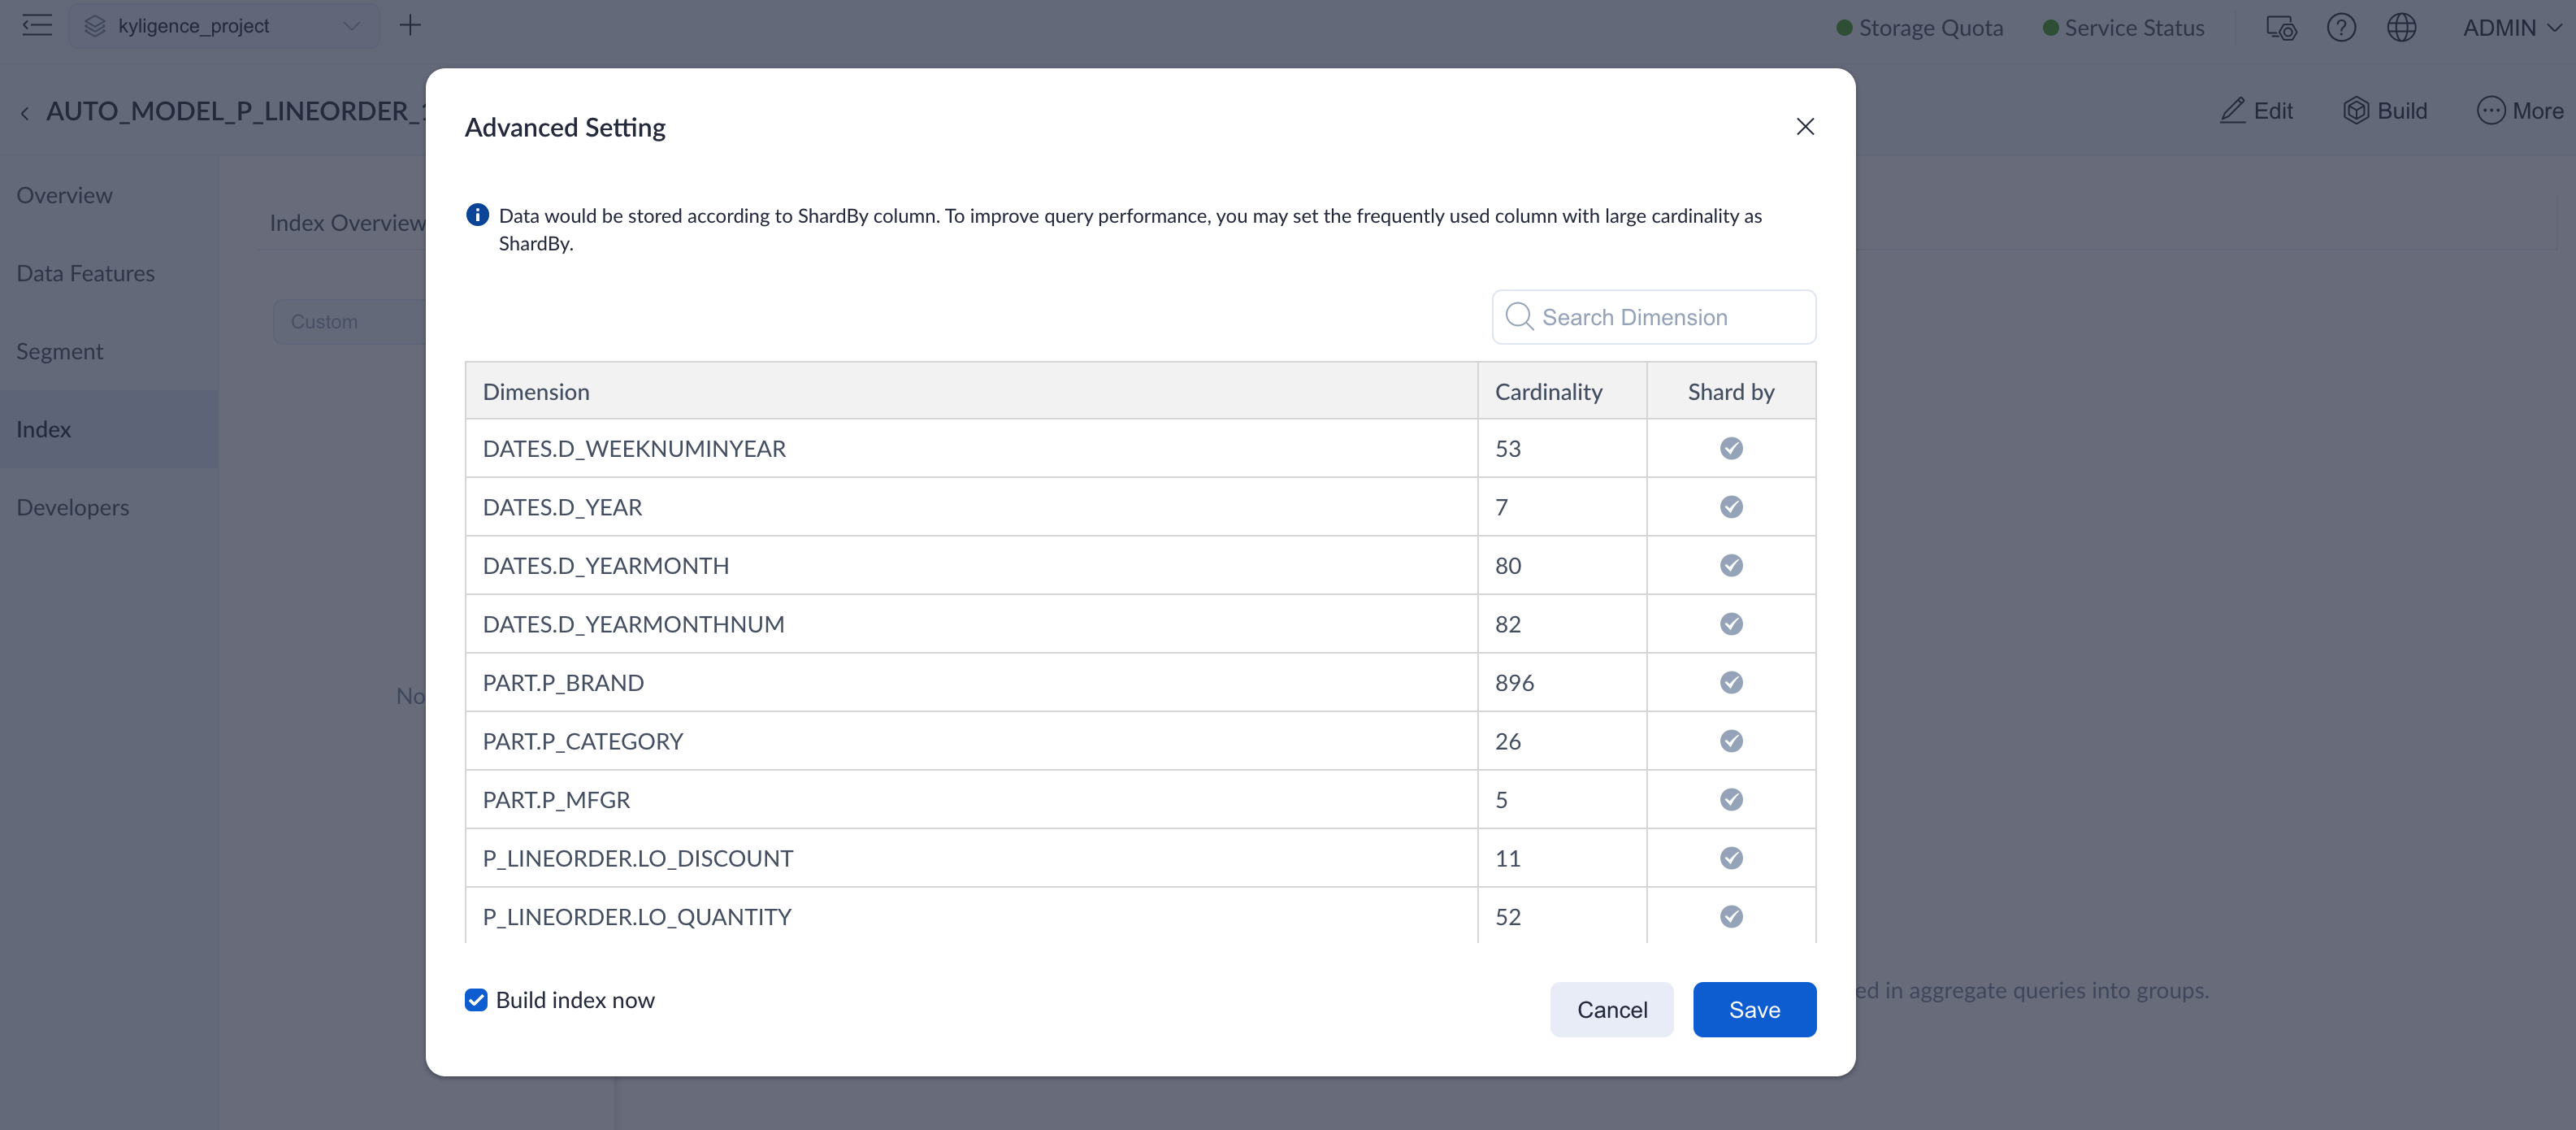 kyligence_project
Storage Quota
Service Status
ADMIN
AUTO_MODEL_P_LINEORDER_
Edit
Build
More
Overview
Data Features
Segment
Index
Developers
Index Overview
Custom
No
ed in aggregate queries into groups.
Advanced Setting
Data would be stored according to ShardBy column. To improve query performance, you may set the frequently used column with large cardinality as
ShardBy.
Search Dimension
Dimension Cardinality Shard by
DATES.D_WEEKNUMINYEAR 53
DATES.D_YEAR 7
DATES.D_YEARMONTH 80
DATES.D_YEARMONTHNUM 82
PART.P_BRAND 896
PART.P_CATEGORY 26
PART.P_MFGR 5
P_LINEORDER.LO_DISCOUNT 11
P_LINEORDER.LO_QUANTITY 52
Build index now
Cancel
Save